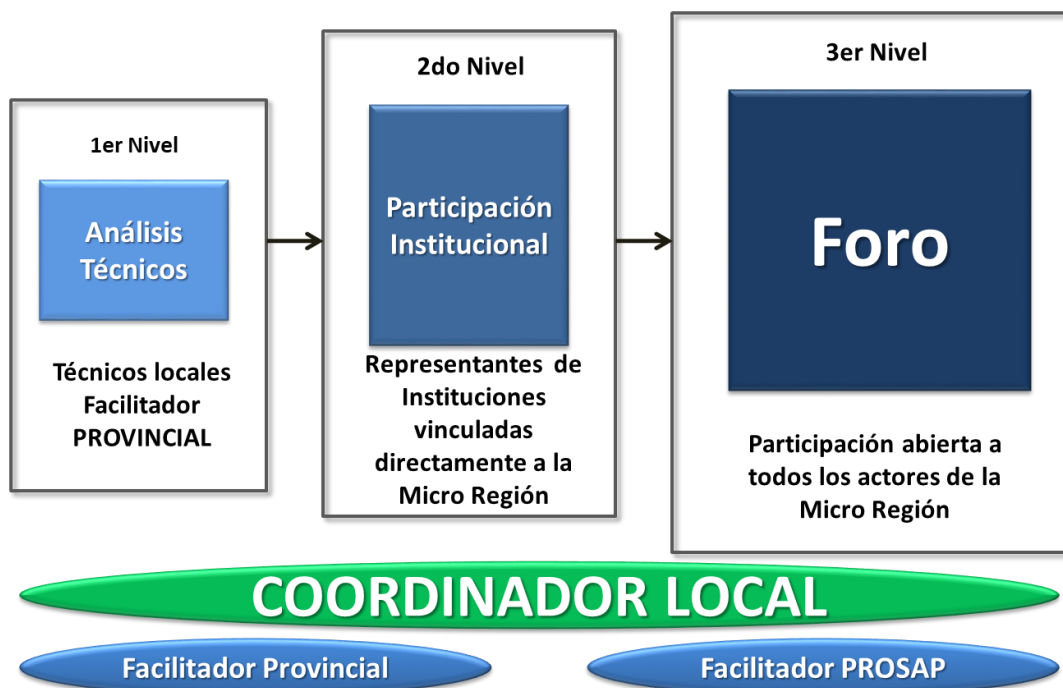 1er Nivel
Análisis
Técnicos
Técnicos locales
Facilitador
PROVINCIAL
2do Nivel
Participación
Institucional
Representantes de
Instituciones
vinculadas
directamente a la
Micro Región
3er Nivel
Foro
Participación abierta a
todos los actores de la
Micro Región
COORDINADOR LOCAL
Facilitador Provincial
Facilitador PROSAP